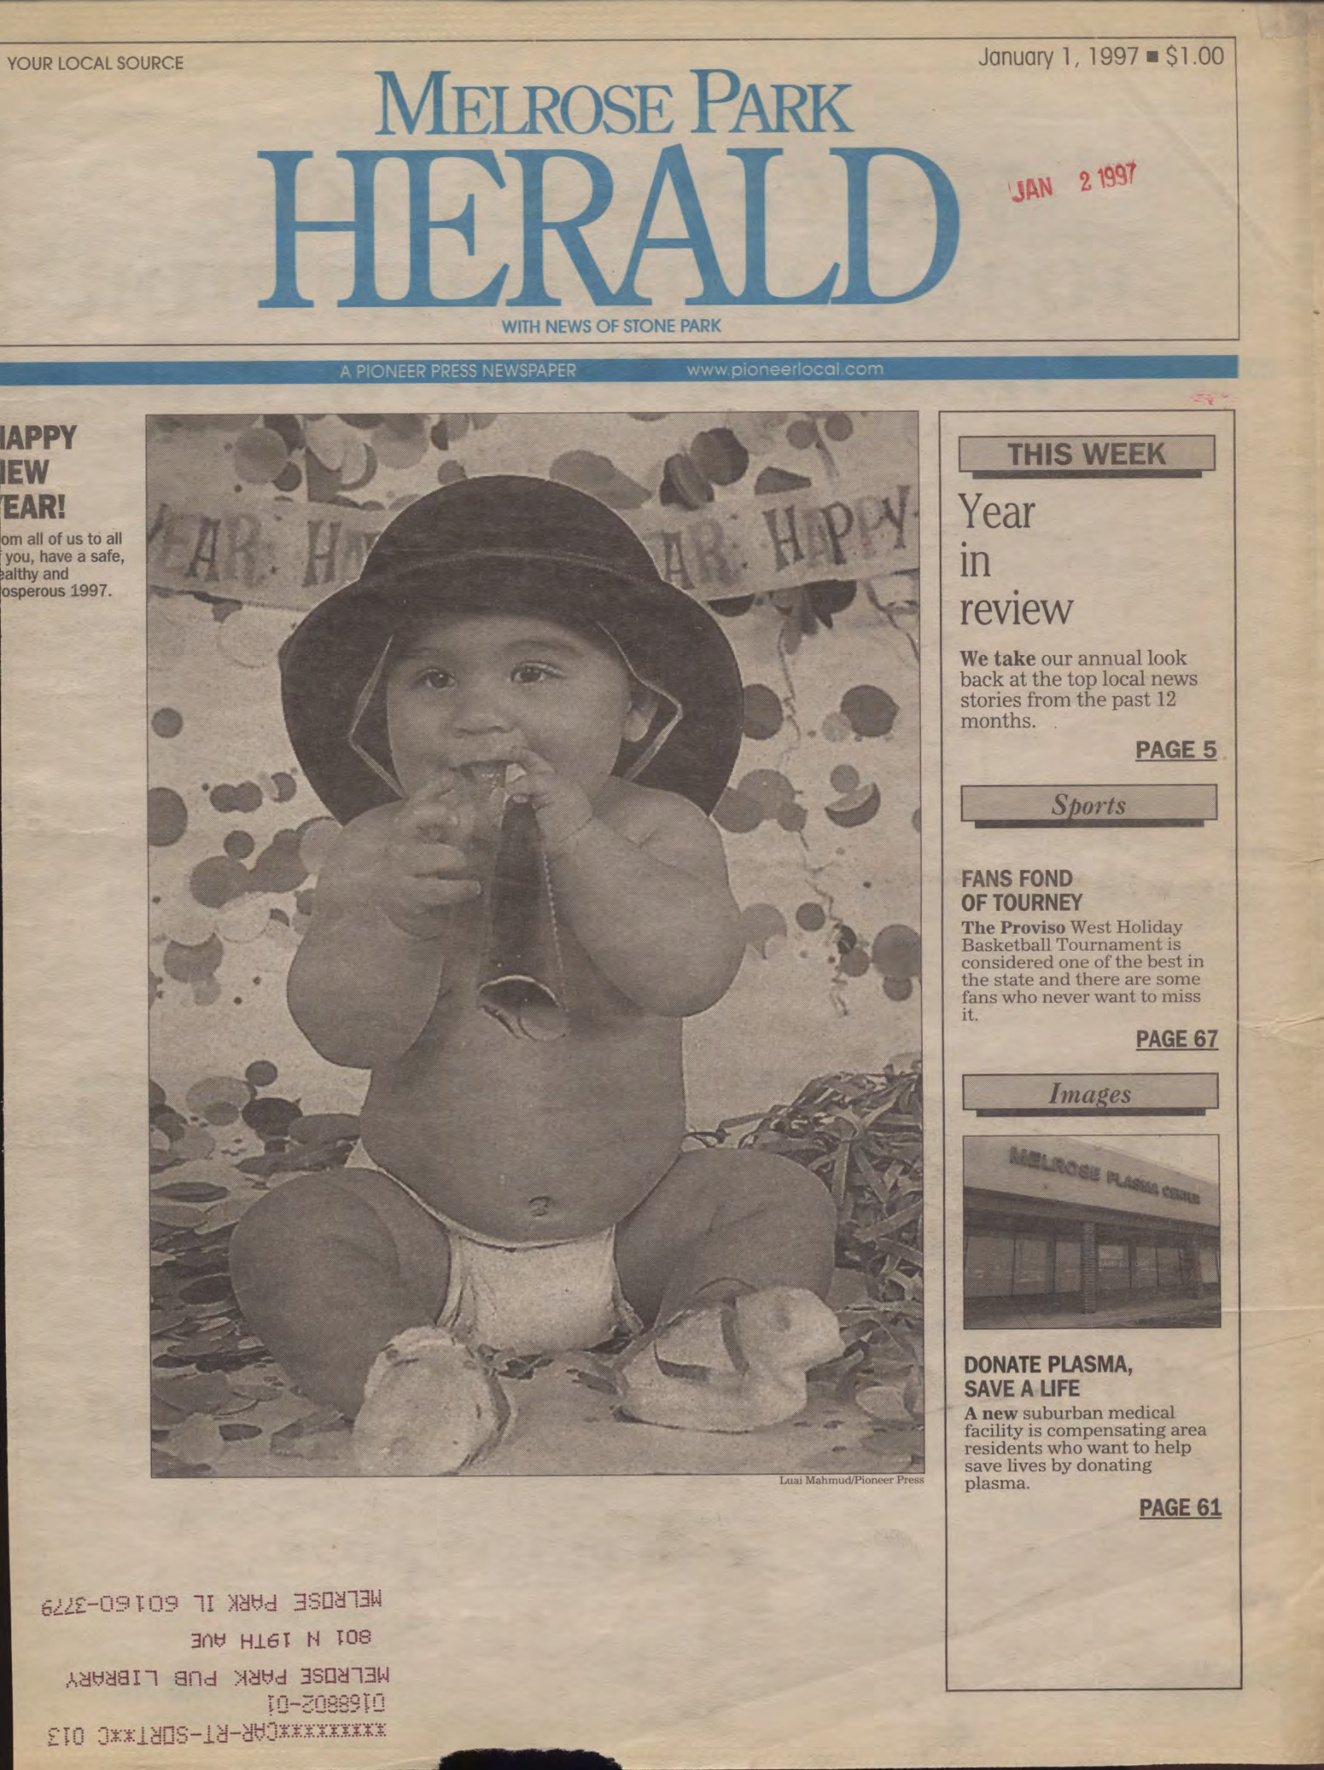 YOUR LOCAL SOURCE
January 1, 1997 ■ $1.00
MELROSE PARK
HERALD
JAN 2 1997
WITH NEWS OF STONE PARK
A PIONEER PRESS NEWSPAPER www.pioneerlocal.com
IAPPY
IEW
EAR!
om all of us to all
you, have a safe,
ealthy and
osperous 1997.
YEAR HA
AR HAPPY
THIS WEEK
Year
in
review
We take our annual look
back at the top local news
stories from the past 12
months.
PAGE 5
Sports
FANS FOND
OF TOURNEY
The Proviso West Holiday
Basketball Tournament is
considered one of the best in
the state and there are some
fans who never want to miss
it.
PAGE 67
Images
MELROSE PLASMA CENTER
DONATE PLASMA,
SAVE A LIFE
A new suburban medical
facility is compensating area
residents who want to help
save lives by donating
plasma.
PAGE 61
Luai Mahmud/Pioneer Press
**********CAR-RT-SORT**C 013
0168802-01
MELROSE PARK PUB LIBRARY
801 N 19TH AVE
MELROSE PARK IL 60160-3779